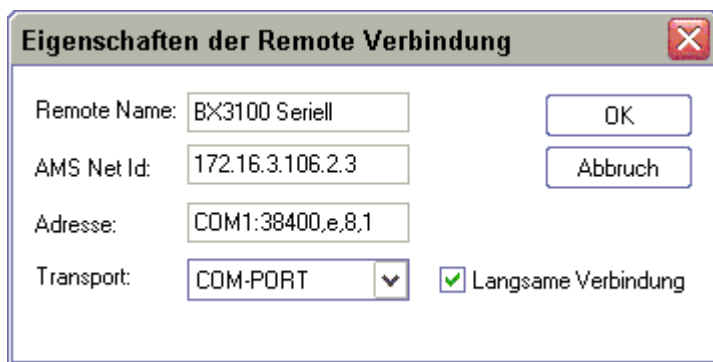 Eigenschaften der Remote Verbindung
Remote Name: BX3100 Seriell
OK
AMS Net Id: 172.16.3.106.2.3
Abbruch
Adresse: COM1:38400,e,8,1
Transport: COM-PORT
Langsame Verbindung